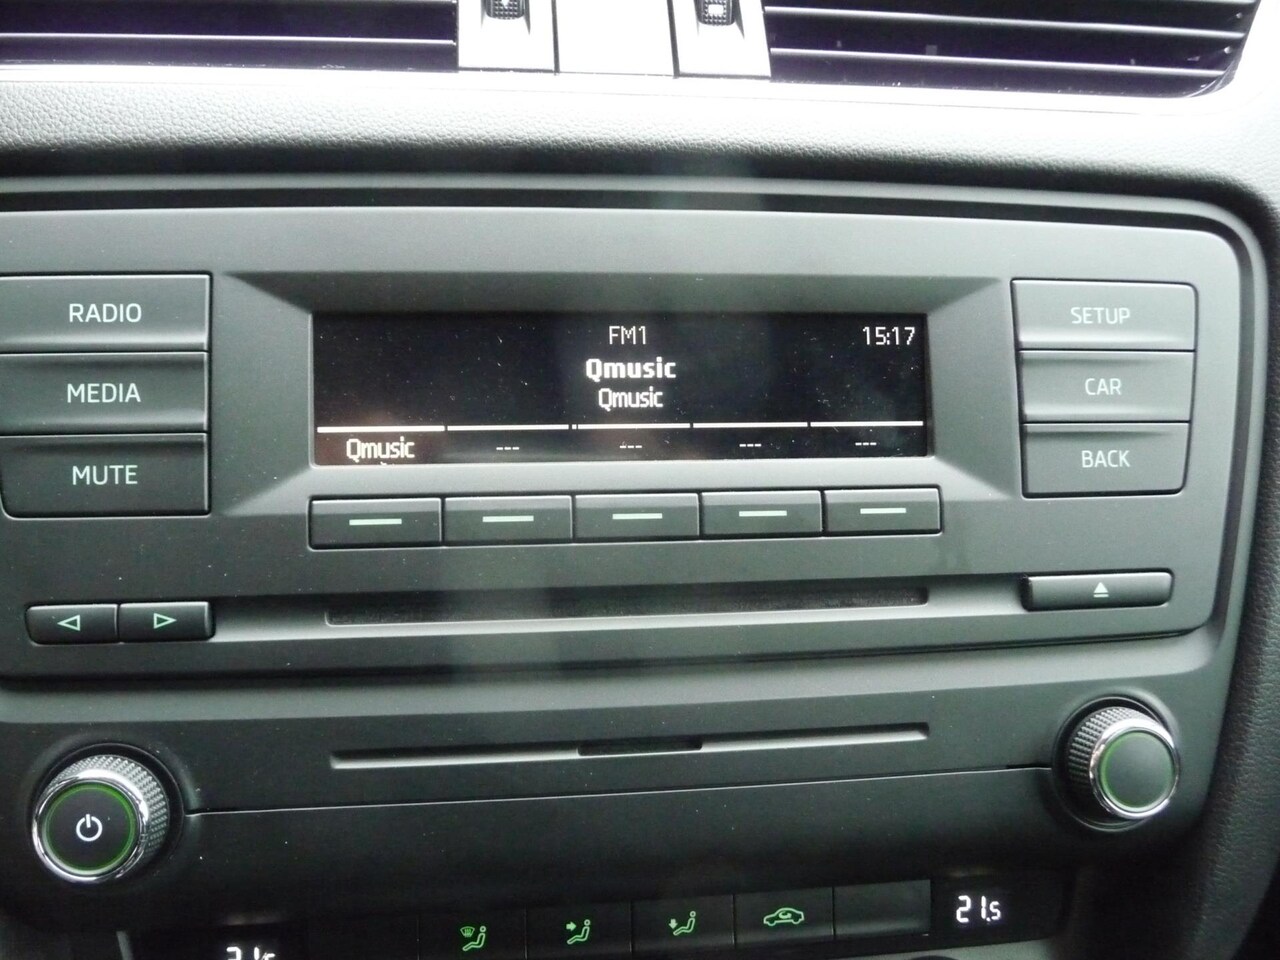 RADIO
MEDIA
MUTE
FM1
15:17
Qmusic
Qmusic
Qmusic --- --- --- ---
SETUP
CAR
BACK
21.5